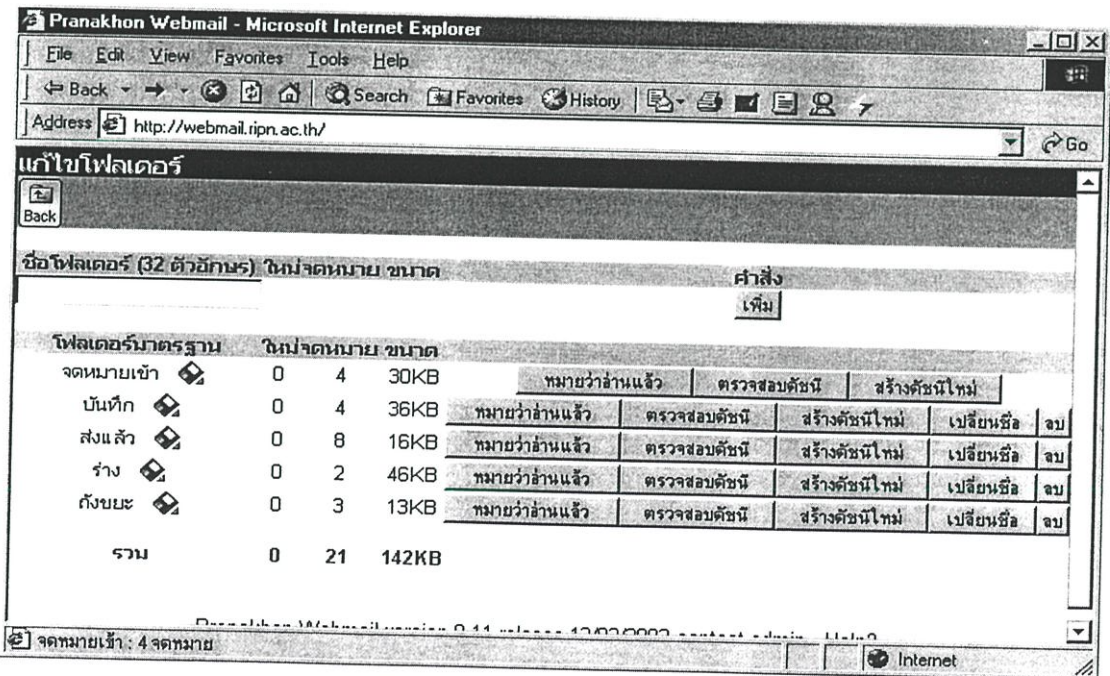 Pranakhon Webmail - Microsoft Internet Explorer
File Edit View Favorites Tools Help
Back Search Favorites History
Address http://webmail.ripn.ac.th/ Go
แก้ไขโฟลเดอร์
Back
ชื่อโฟลเดอร์ (32 ตัวอักษร) ใหม่ จดหมาย ขนาด คำสั่ง
เพิ่ม
โฟลเดอร์มาตรฐาน ใหม่ จดหมาย ขนาด
จดหมายเข้า 0 4 30KB หมายว่าอ่านแล้ว ตรวจสอบดัชนี สร้างดัชนีใหม่
บันทึก 0 4 36KB หมายว่าอ่านแล้ว ตรวจสอบดัชนี สร้างดัชนีใหม่ เปลี่ยนชื่อ ลบ
ส่งแล้ว 0 8 16KB หมายว่าอ่านแล้ว ตรวจสอบดัชนี สร้างดัชนีใหม่ เปลี่ยนชื่อ ลบ
ร่าง 0 2 46KB หมายว่าอ่านแล้ว ตรวจสอบดัชนี สร้างดัชนีใหม่ เปลี่ยนชื่อ ลบ
ถังขยะ 0 3 13KB หมายว่าอ่านแล้ว ตรวจสอบดัชนี สร้างดัชนีใหม่ เปลี่ยนชื่อ ลบ
รวม 0 21 142KB
Pranakhon Webmail version release contact admin Help?
จดหมายเข้า : 4 จดหมาย Internet